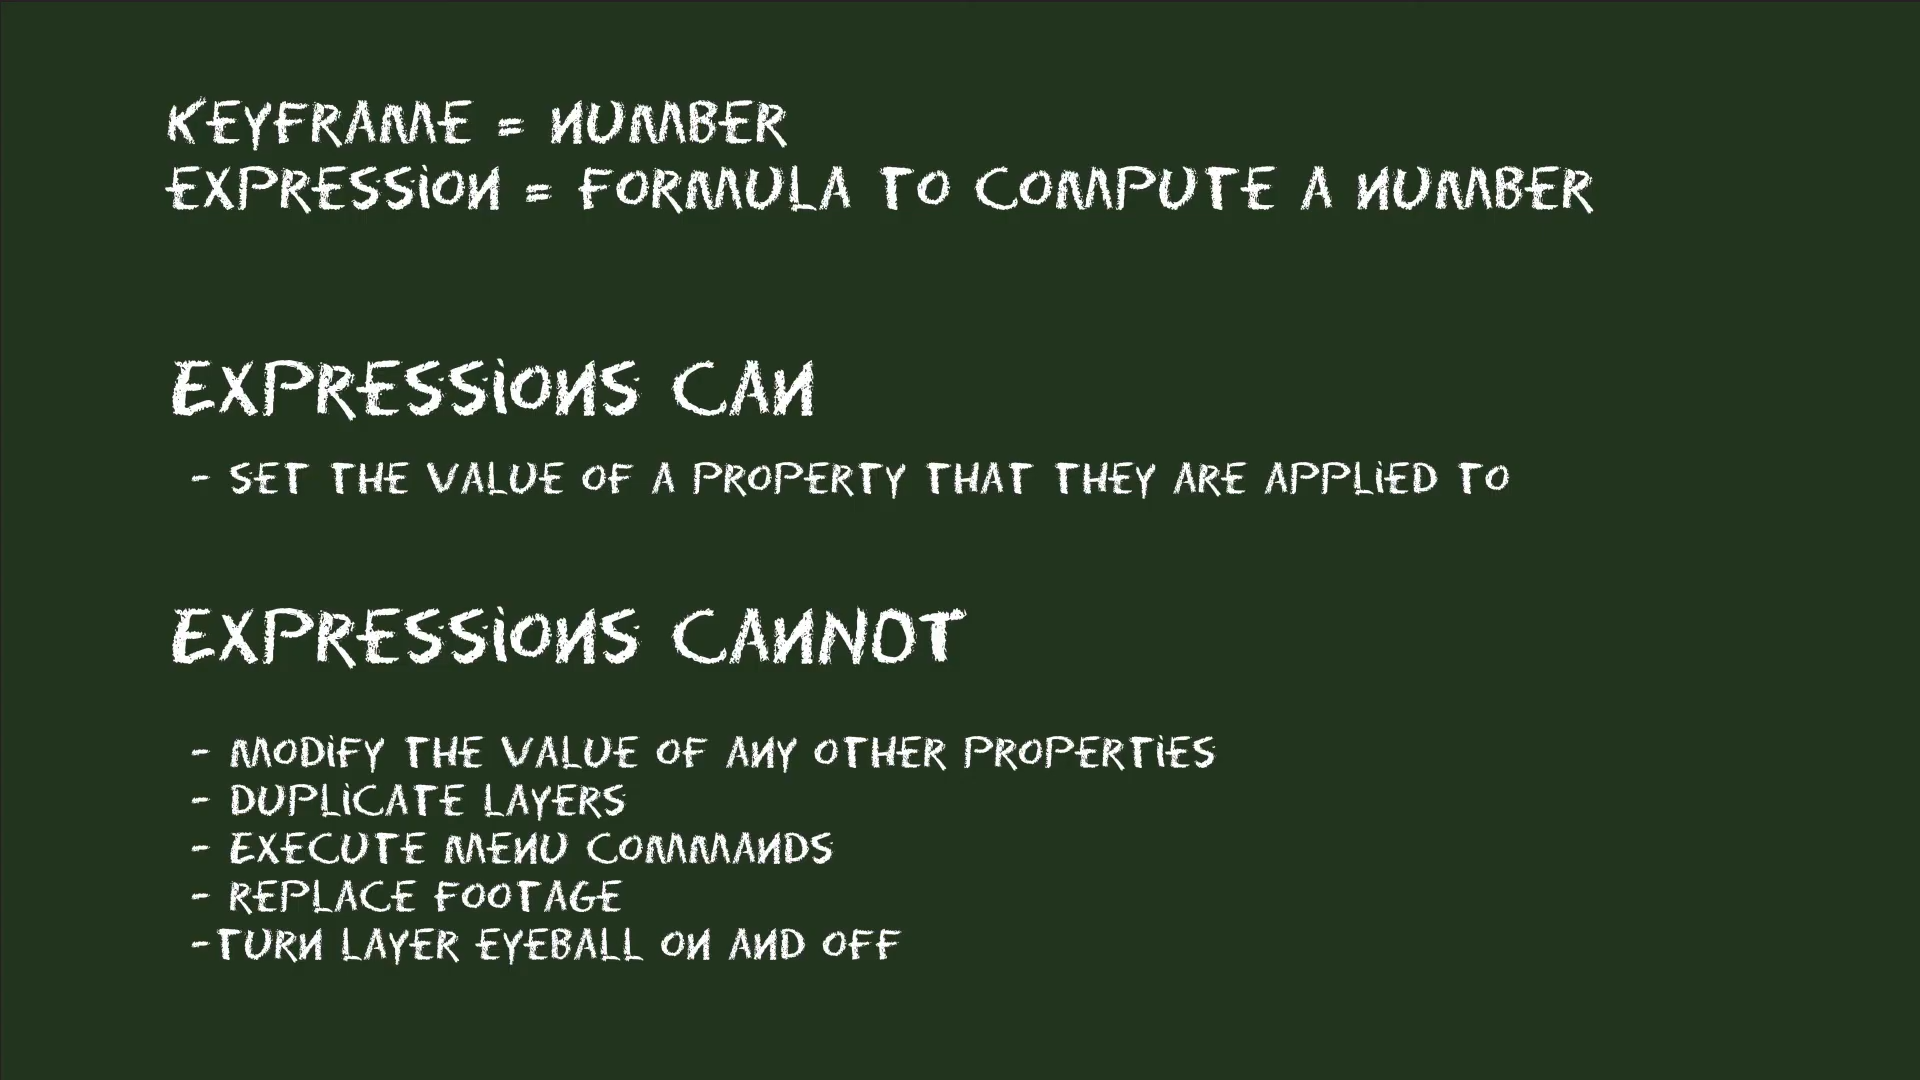 KEYFRAME = NUMBER
EXPRESSION = FORMULA TO COMPUTE A NUMBER
EXPRESSIONS CAN
- SET THE VALUE OF A PROPERTY THAT THEY ARE APPLIED TO
EXPRESSIONS CANNOT
- MODIFY THE VALUE OF ANY OTHER PROPERTIES
- DUPLICATE LAYERS
- EXECUTE MENU COMMANDS
- REPLACE FOOTAGE
-TURN LAYER EYEBALL ON AND OFF